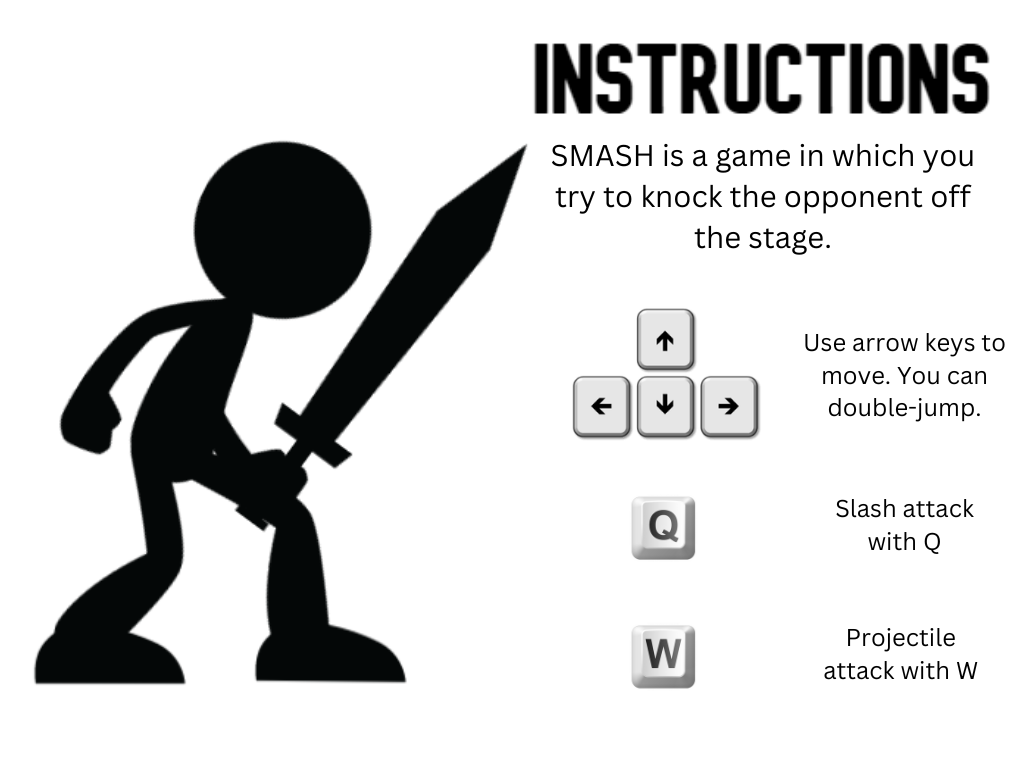 INSTRUCTIONS
SMASH is a game in which you
try to knock the opponent off
the stage.
Use arrow keys to
move. You can
double-jump.
Q
Slash attack
with Q
W
Projectile
attack with W